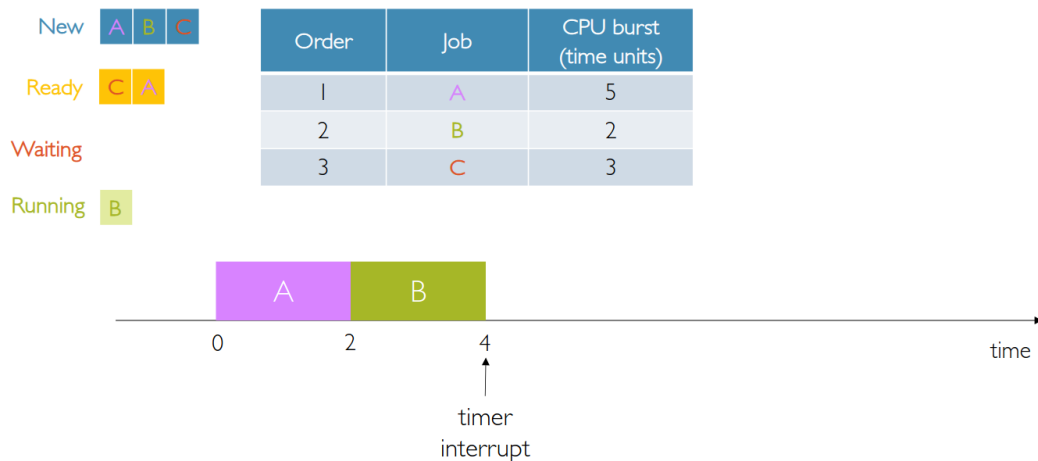 New A B C
Ready C A
Waiting
Running B
Order Job CPU burst
(time units)
1 A 5
2 B 2
3 C 3
A B
0 2 4 time
timer
interrupt